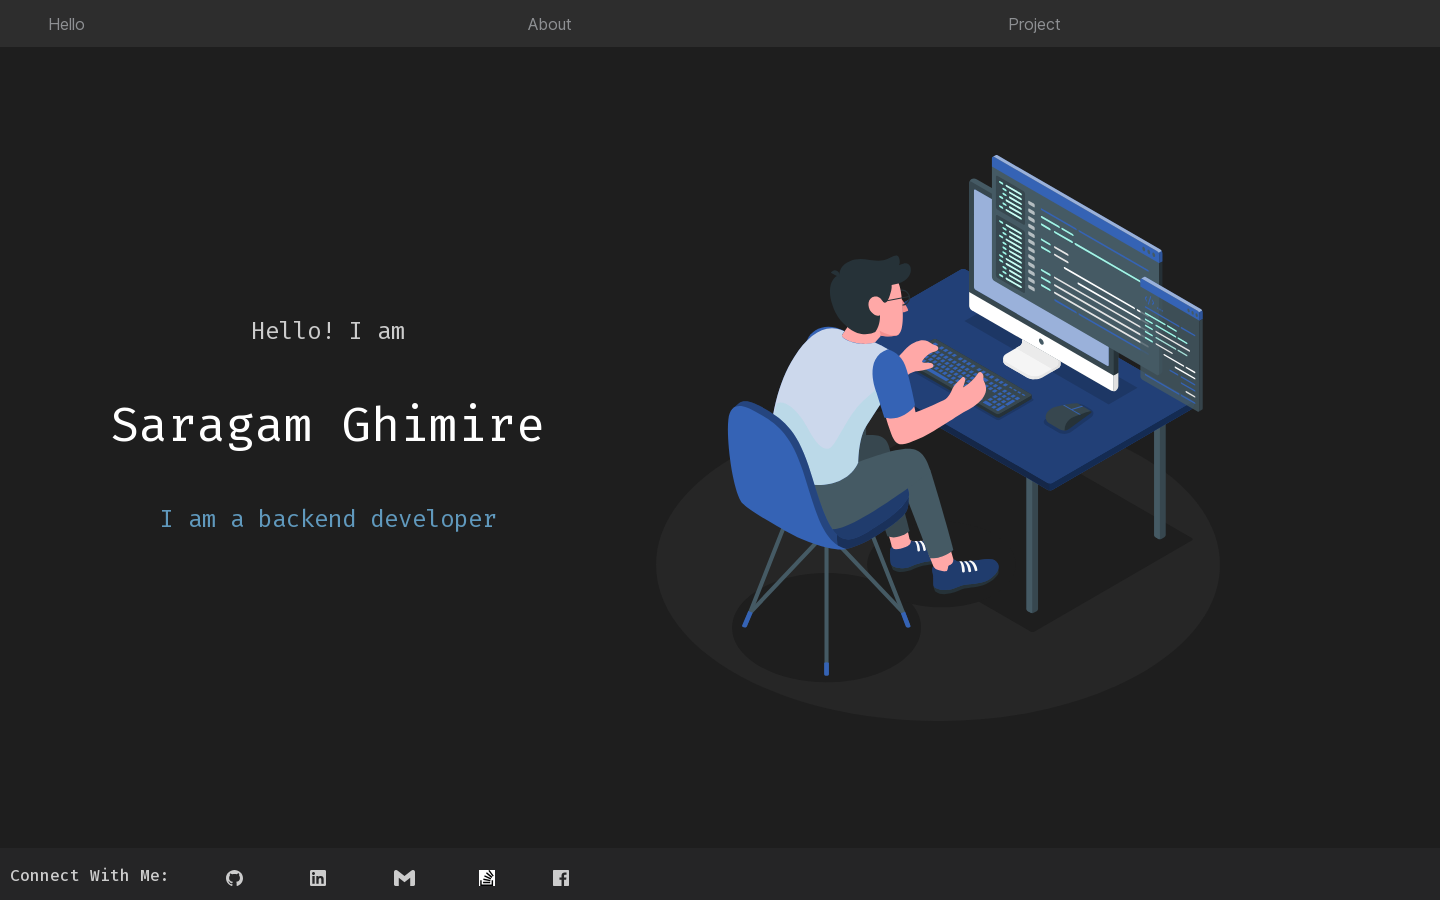 Hello
About
Project
Hello! I am
Saragam Ghimire
I am a backend developer
Connect With Me: